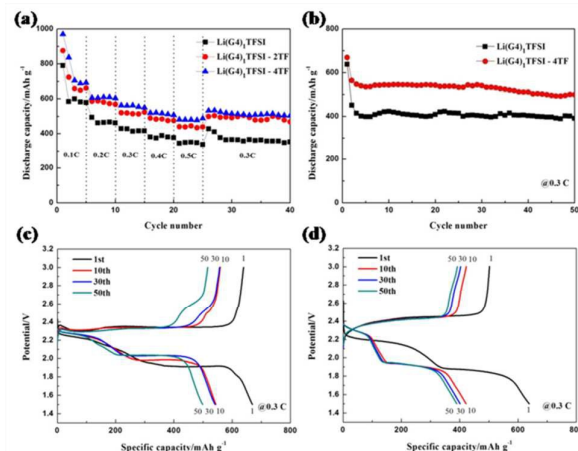 (a)
Discharge capacity/mAh g⁻¹
1000
800
600
400
200
0
Li(G4)₁TFSI
Li(G4)₁TFSI - 2TF
Li(G4)₁TFSI - 4TF
0.1C
0.2C
0.3C
0.4C
0.5C
0.3C
0 10 20 30 40
Cycle number
(b)
Discharge capacity/mAh g⁻¹
800
600
400
200
0
Li(G4)₁TFSI
Li(G4)₁TFSI - 4TF
@0.3 C
0 10 20 30 40 50
Cycle number
(c)
Potential/V
3.2
3.0
2.8
2.6
2.4
2.2
2.0
1.8
1.6
1.4
1st
10th
30th
50th
50 30 10 1
50 30 10 1
@0.3 C
0 200 400 600 800
Specific capacity/mAh g⁻¹
(d)
Potential/V
3.2
3.0
2.8
2.6
2.4
2.2
2.0
1.8
1.6
1.4
1st
10th
30th
50th
50 30 10 1
50 30 10 1
@0.3 C
0 200 400 600 80
Specific capacity/mAh g⁻¹